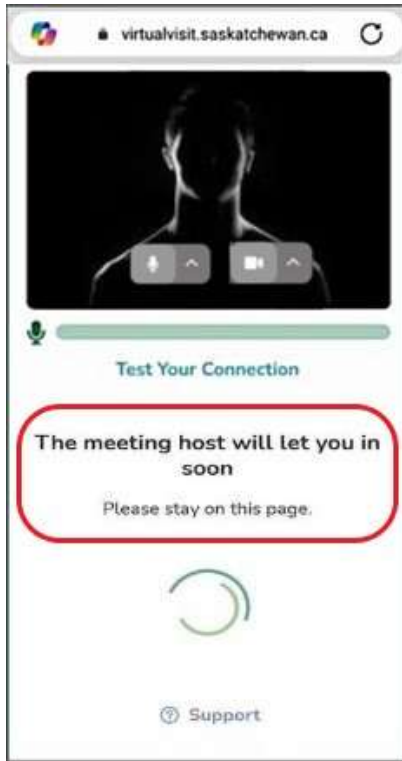 virtualvisit.saskatchewan.ca
Test Your Connection
The meeting host will let you in
soon
Please stay on this page.
Support